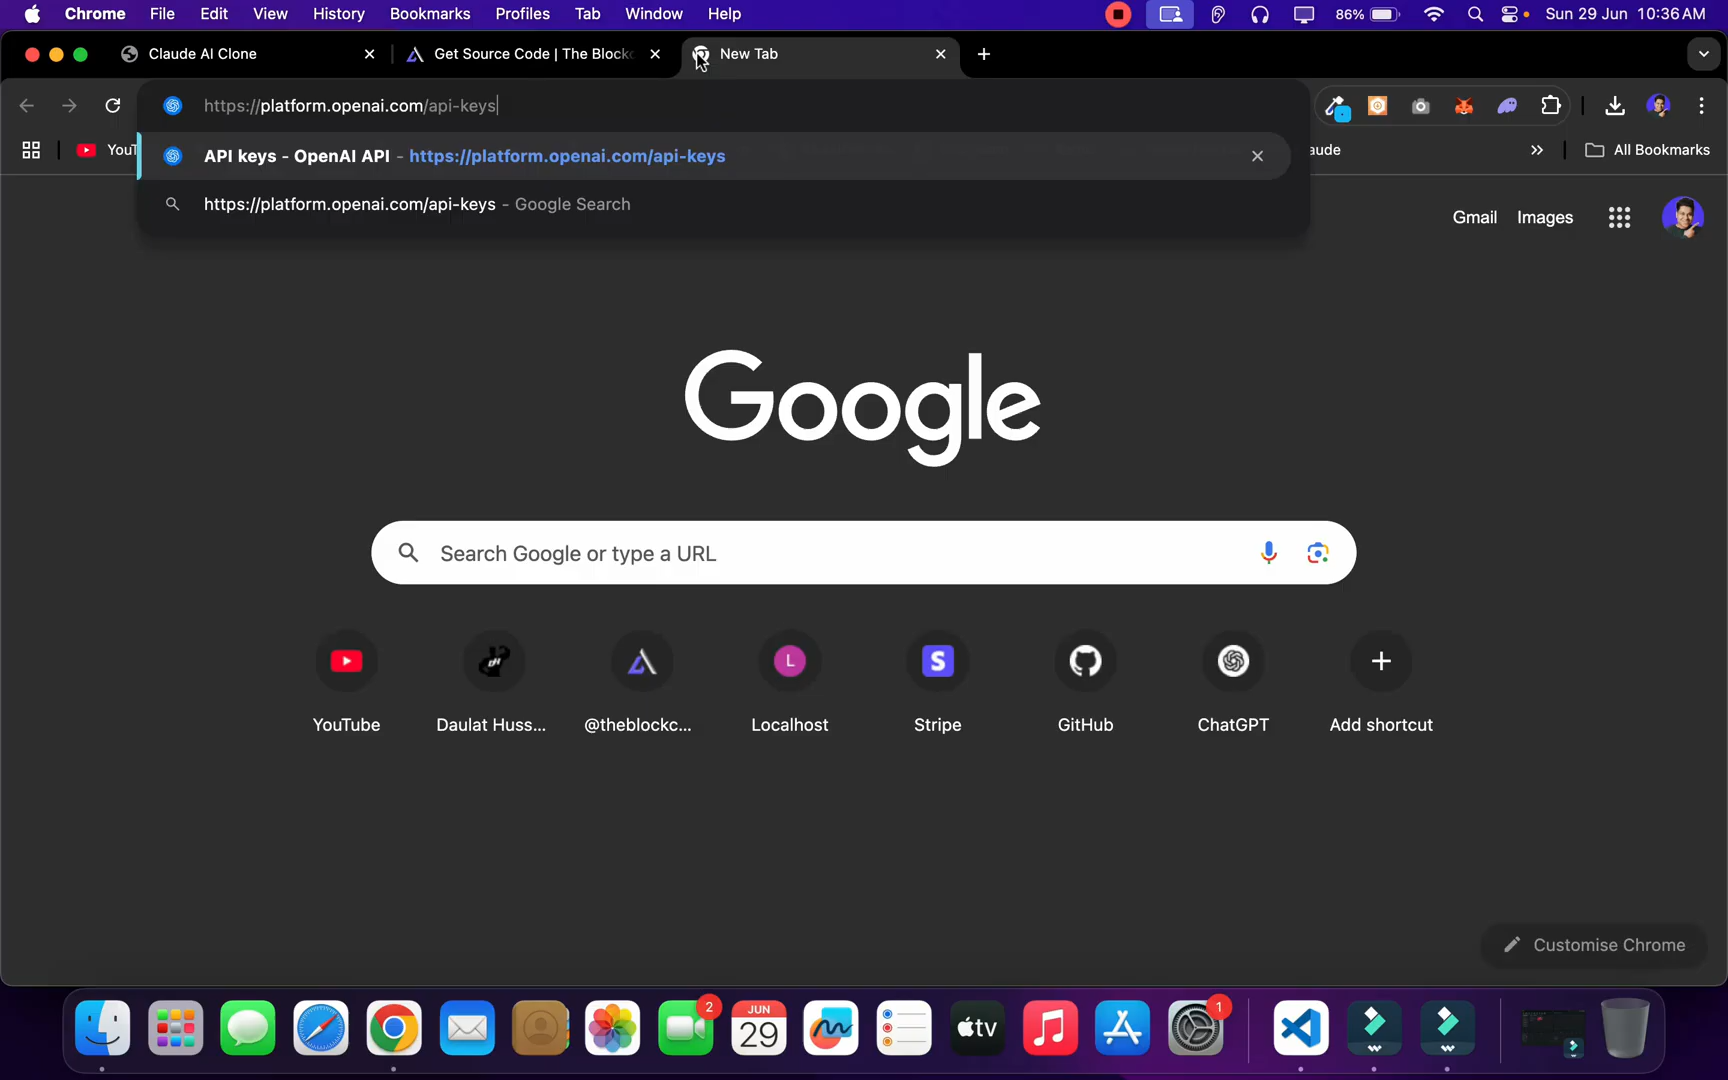 Chrome File Edit View History Bookmarks Profiles Tab Window Help 86% Sun 29 Jun 10:36 AM
Claude AI Clone Get Source Code | The Block New Tab
https://platform.openai.com/api-keys
YouT API keys - OpenAI API - https://platform.openai.com/api-keys aude » All Bookmarks
https://platform.openai.com/api-keys - Google Search
Gmail Images
Google
Search Google or type a URL
L S
YouTube Daulat Huss... @theblockc... Localhost Stripe GitHub ChatGPT Add shortcut
Customise Chrome
2 JUN 1
29 tv